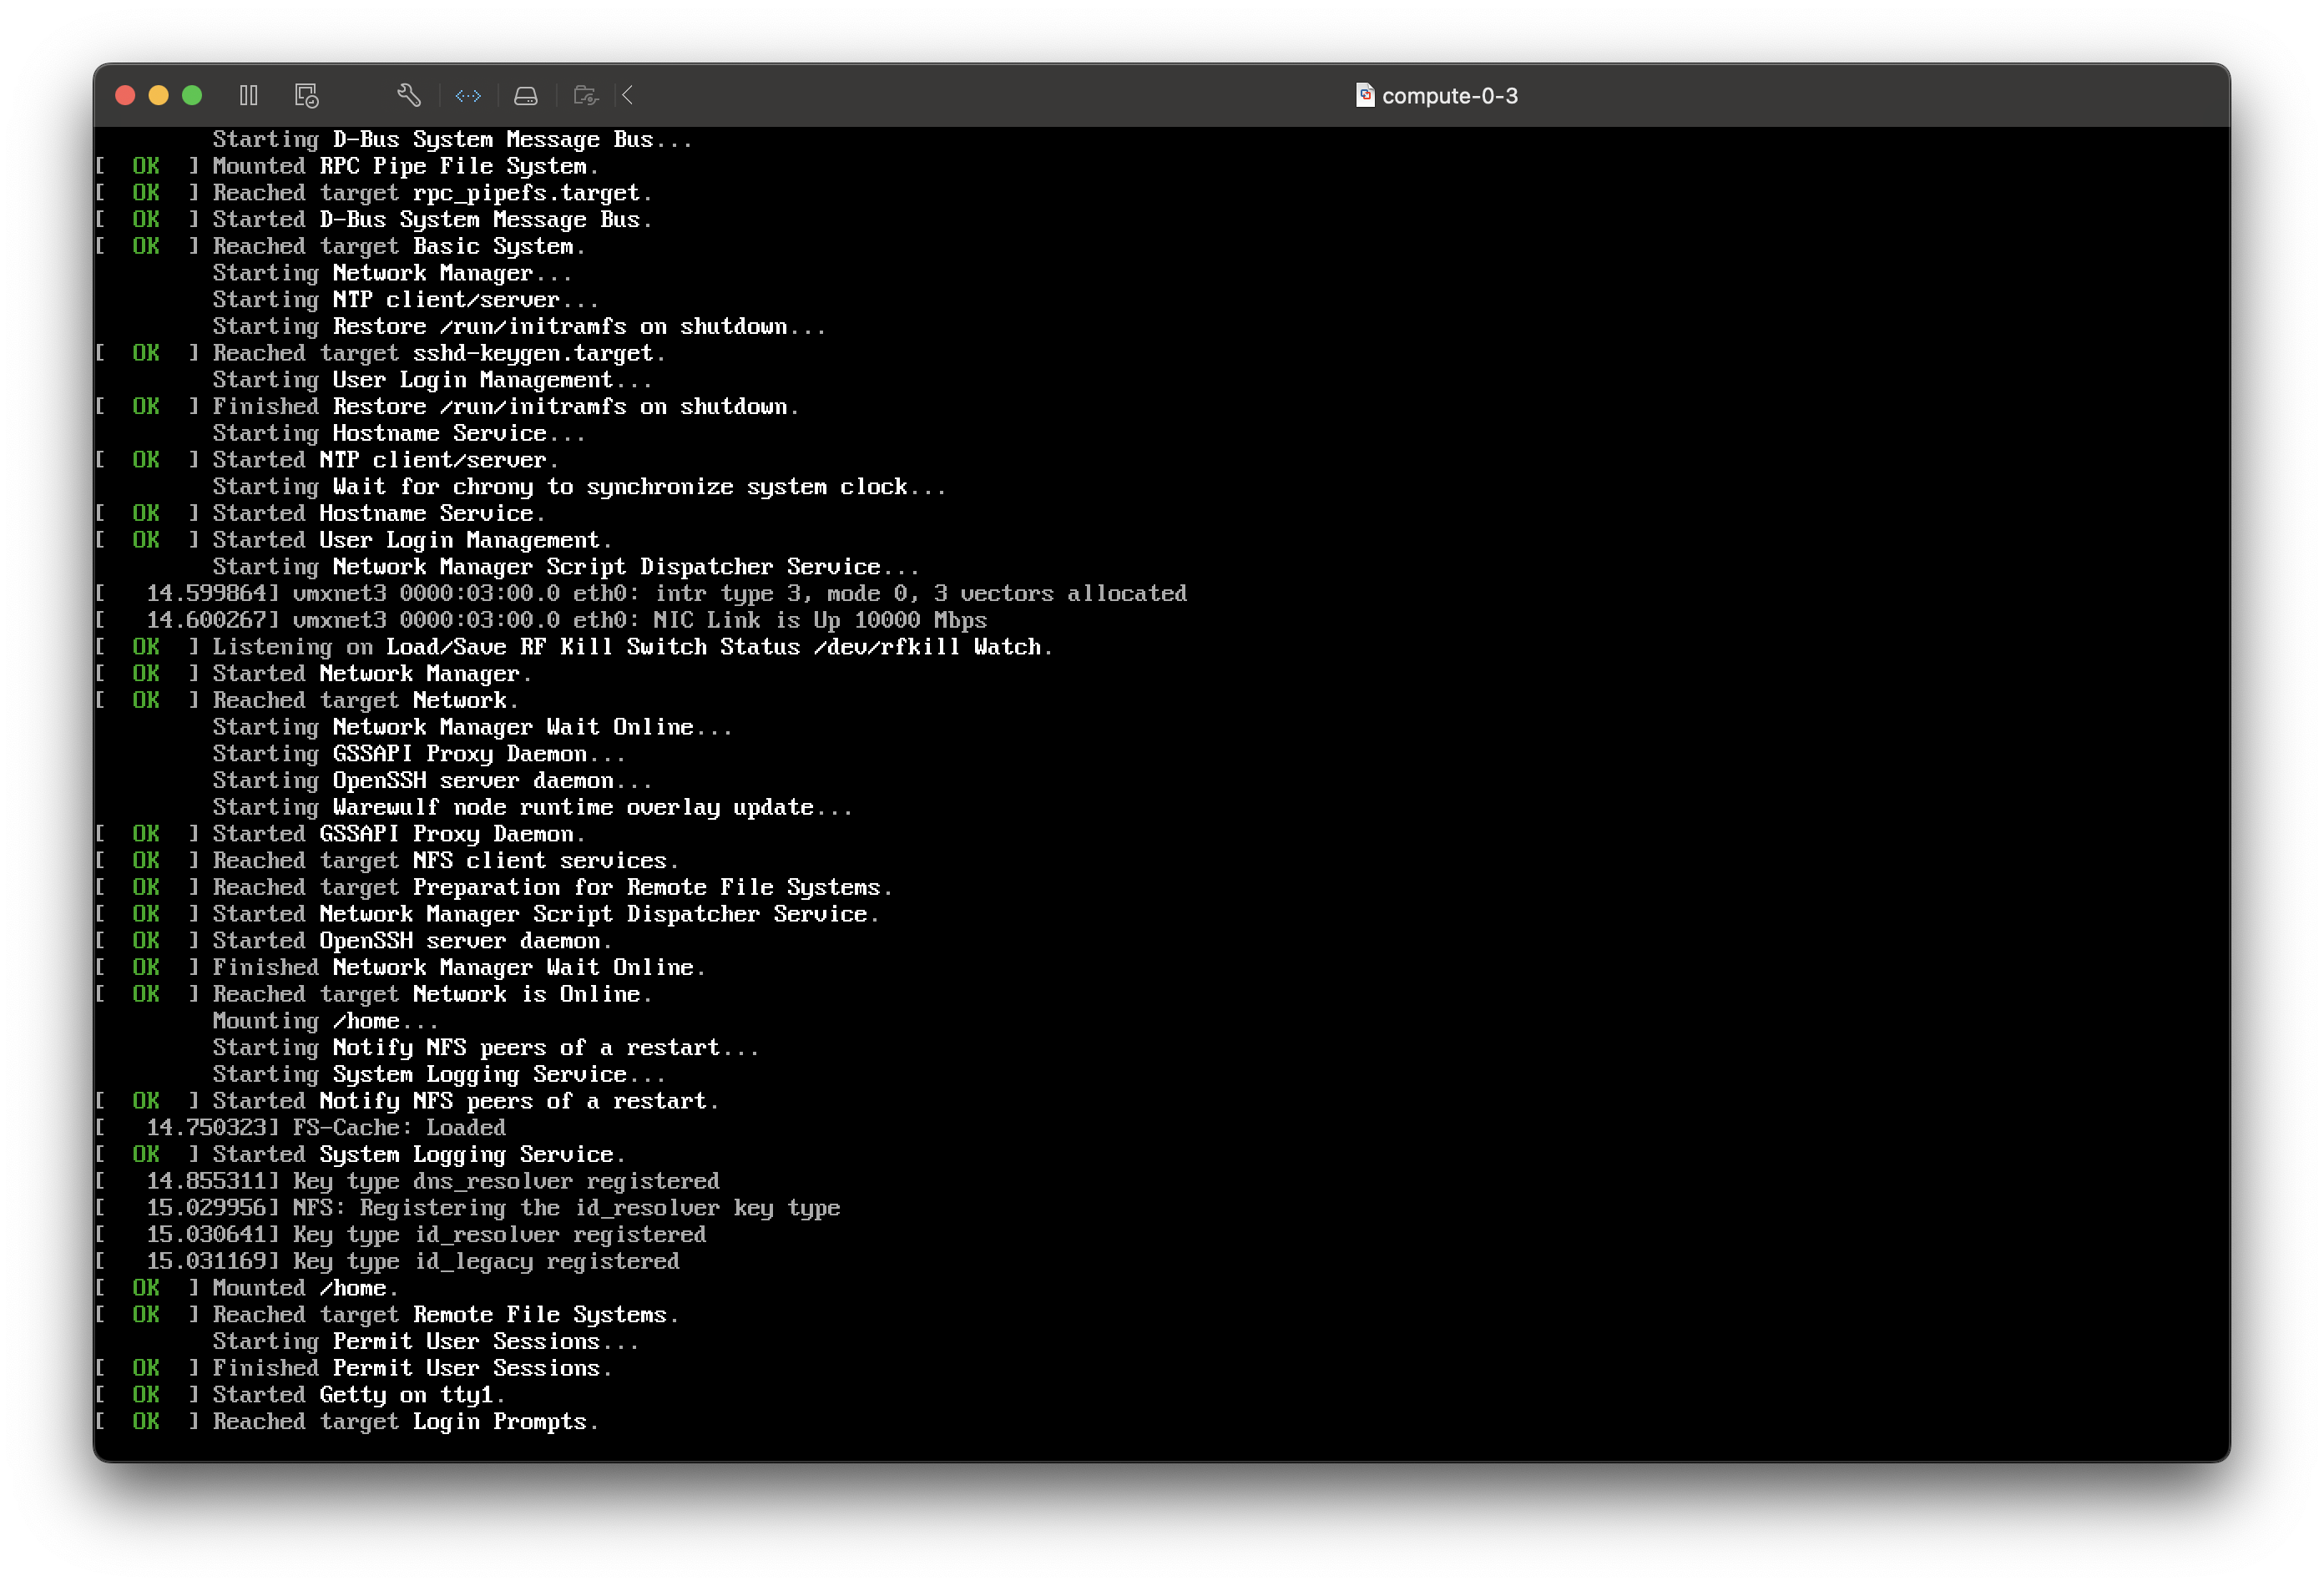 compute-0-3
         Starting D-Bus System Message Bus...
[  OK  ] Mounted RPC Pipe File System.
[  OK  ] Reached target rpc_pipefs.target.
[  OK  ] Started D-Bus System Message Bus.
[  OK  ] Reached target Basic System.
         Starting Network Manager...
         Starting NTP client/server...
         Starting Restore /run/initramfs on shutdown...
[  OK  ] Reached target sshd-keygen.target.
         Starting User Login Management...
[  OK  ] Finished Restore /run/initramfs on shutdown.
         Starting Hostname Service...
[  OK  ] Started NTP client/server.
         Starting Wait for chrony to synchronize system clock...
[  OK  ] Started Hostname Service.
[  OK  ] Started User Login Management.
         Starting Network Manager Script Dispatcher Service...
[   14.599864] vmxnet3 0000:03:00.0 eth0: intr type 3, mode 0, 3 vectors allocated
[   14.600267] vmxnet3 0000:03:00.0 eth0: NIC Link is Up 10000 Mbps
[  OK  ] Listening on Load/Save RF Kill Switch Status /dev/rfkill Watch.
[  OK  ] Started Network Manager.
[  OK  ] Reached target Network.
         Starting Network Manager Wait Online...
         Starting GSSAPI Proxy Daemon...
         Starting OpenSSH server daemon...
         Starting Warewulf node runtime overlay update...
[  OK  ] Started GSSAPI Proxy Daemon.
[  OK  ] Reached target NFS client services.
[  OK  ] Reached target Preparation for Remote File Systems.
[  OK  ] Started Network Manager Script Dispatcher Service.
[  OK  ] Started OpenSSH server daemon.
[  OK  ] Finished Network Manager Wait Online.
[  OK  ] Reached target Network is Online.
         Mounting /home...
         Starting Notify NFS peers of a restart...
         Starting System Logging Service...
[  OK  ] Started Notify NFS peers of a restart.
[   14.750323] FS-Cache: Loaded
[  OK  ] Started System Logging Service.
[   14.855311] Key type dns_resolver registered
[   15.029956] NFS: Registering the id_resolver key type
[   15.030641] Key type id_resolver registered
[   15.031169] Key type id_legacy registered
[  OK  ] Mounted /home.
[  OK  ] Reached target Remote File Systems.
         Starting Permit User Sessions...
[  OK  ] Finished Permit User Sessions.
[  OK  ] Started Getty on tty1.
[  OK  ] Reached target Login Prompts.